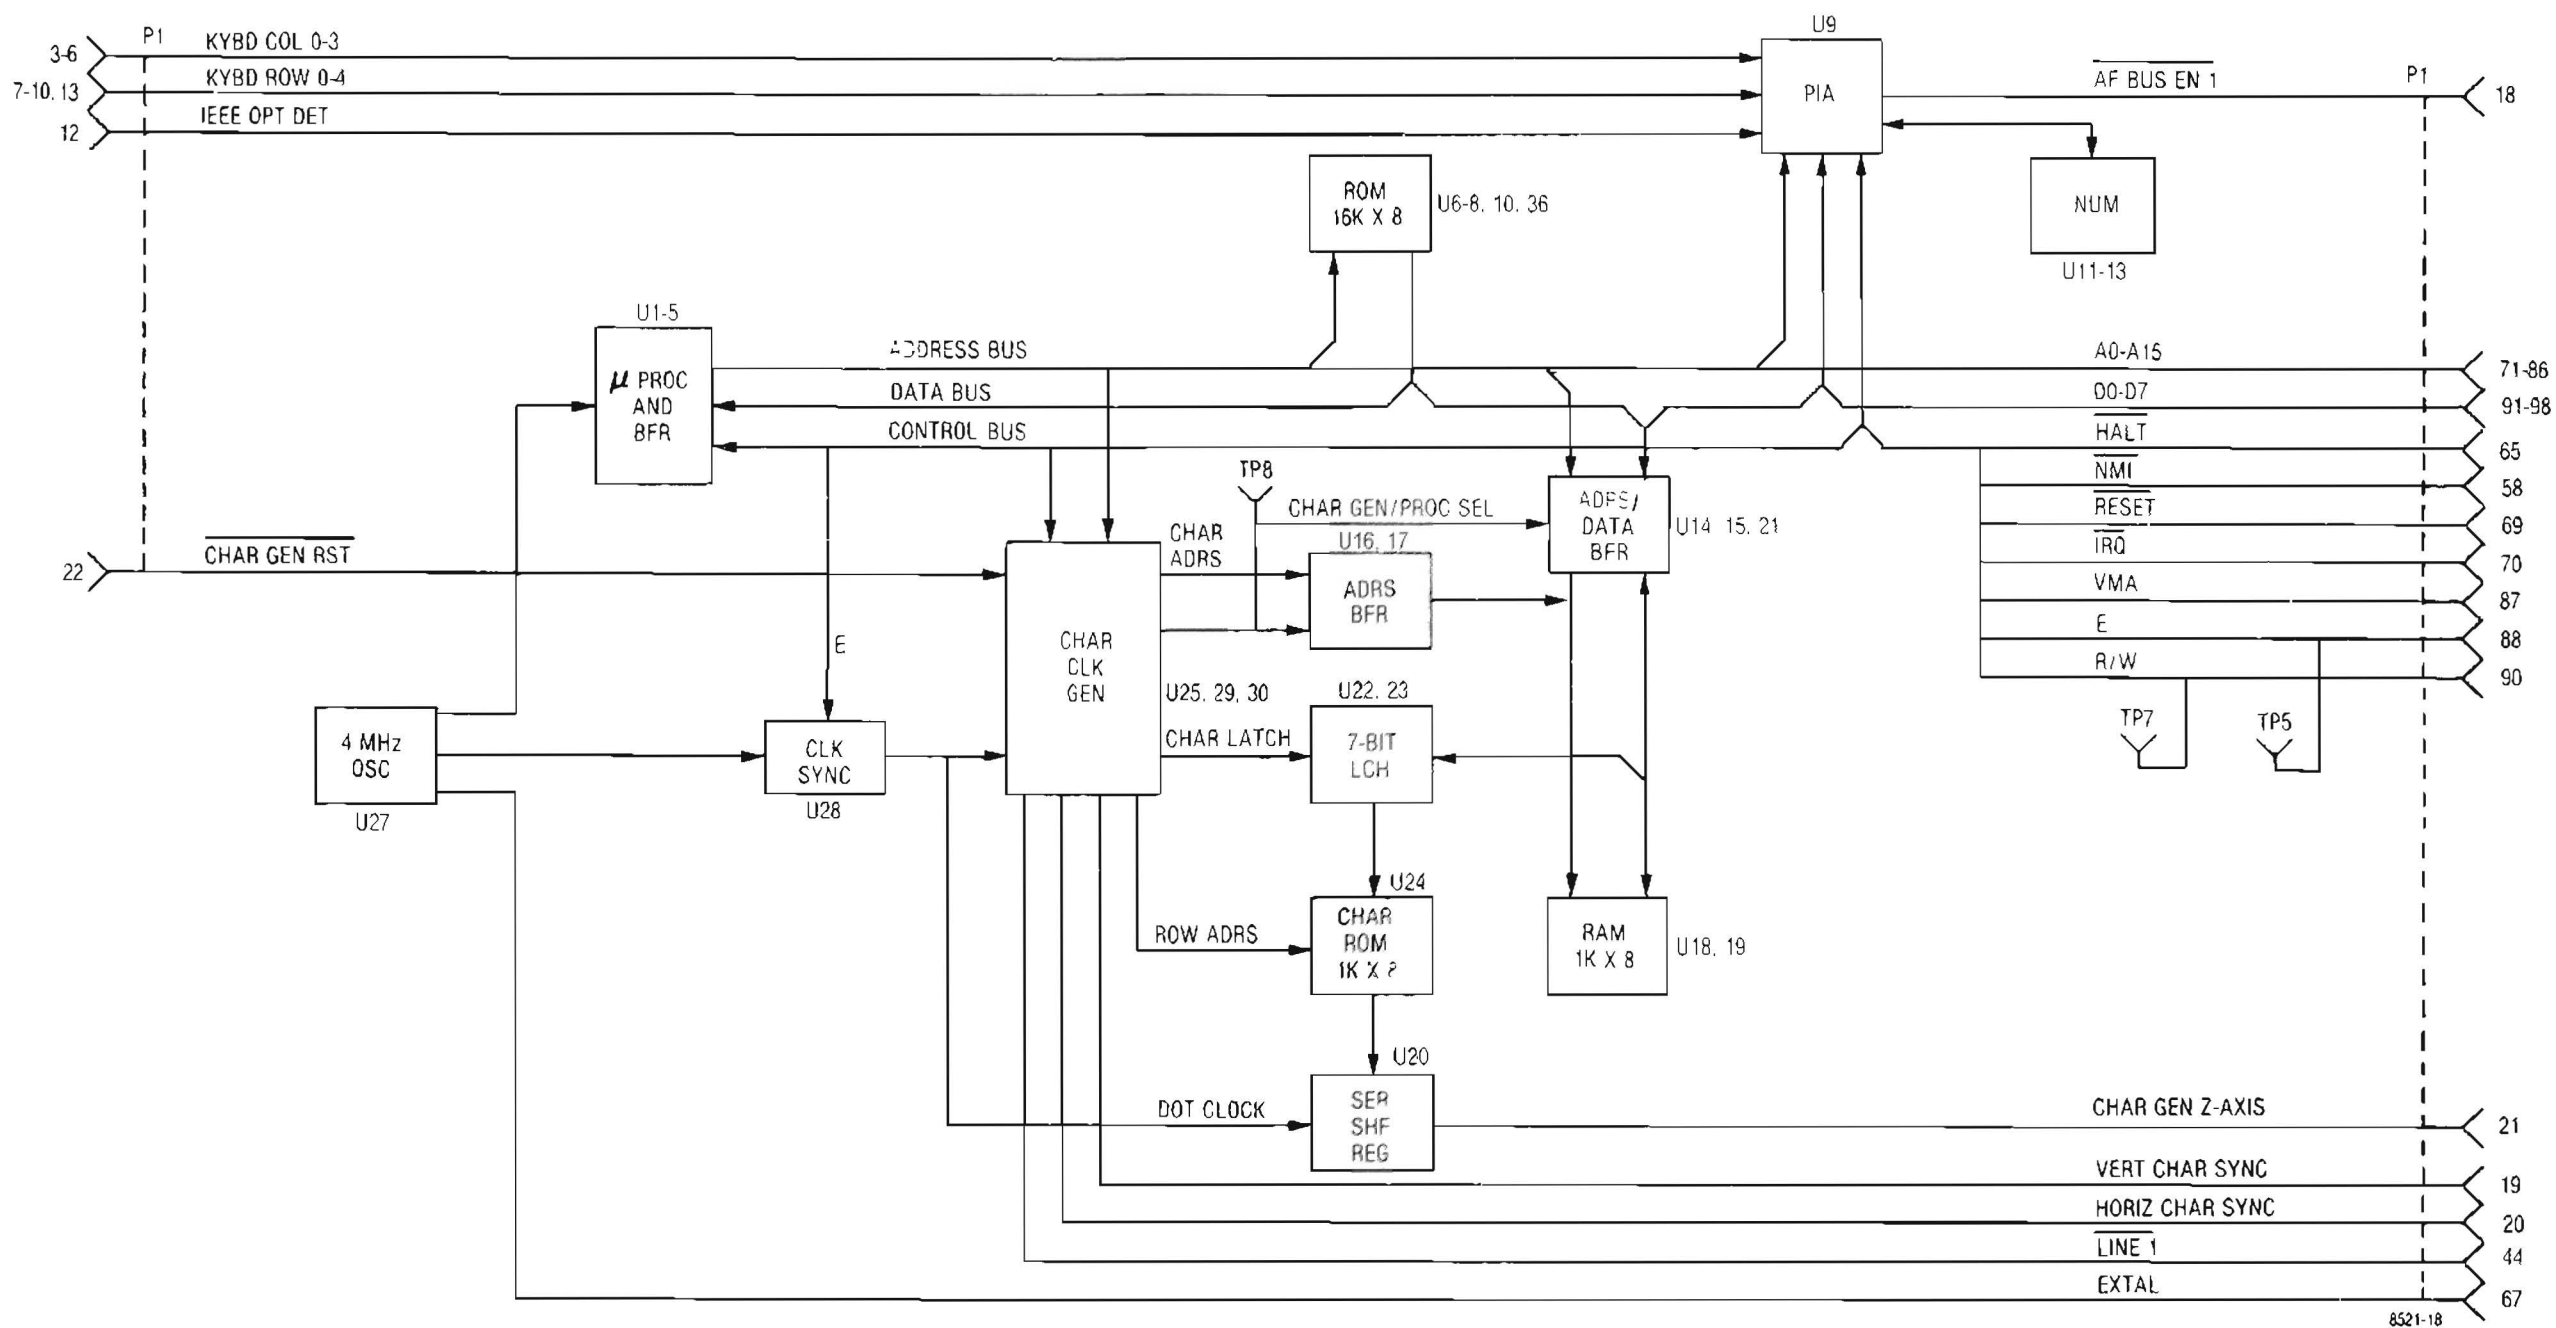 P1
3-6
KYBD COL 0-3
7-10, 13
KYBD ROW 0-4
12
IEEE OPT DET
U9
PIA
AF BUS EN 1
P1
18
NUM
U11-13
ROM
16K X 8
U6-8, 10, 36
U1-5
μ PROC
AND
BFR
ADDRESS BUS
DATA BUS
CONTROL BUS
A0-A15
71-86
D0-D7
91-98
HALT
65
NMI
58
RESET
69
IRQ
70
VMA
87
E
88
R/W
90
TP7
TP5
TP8
CHAR GEN/PROC SEL
DATA
BFR
U14, 15, 21
22
CHAR GEN RST
CHAR
ADRS
U16, 17
ADRS
BFR
E
CHAR
CLK
GEN
U25, 29, 30
4 MHz
OSC
U27
CLK
SYNC
U28
CHAR LATCH
U22, 23
7-BIT
LCH
U24
CHAR
ROM
1K X
ROW ADRS
RAM
1K X 8
U18, 19
U20
SER
SHF
REG
DOT CLOCK
CHAR GEN Z-AXIS
21
VERT CHAR SYNC
19
HORIZ CHAR SYNC
20
LINE 1
44
EXTAL
67
8521-18